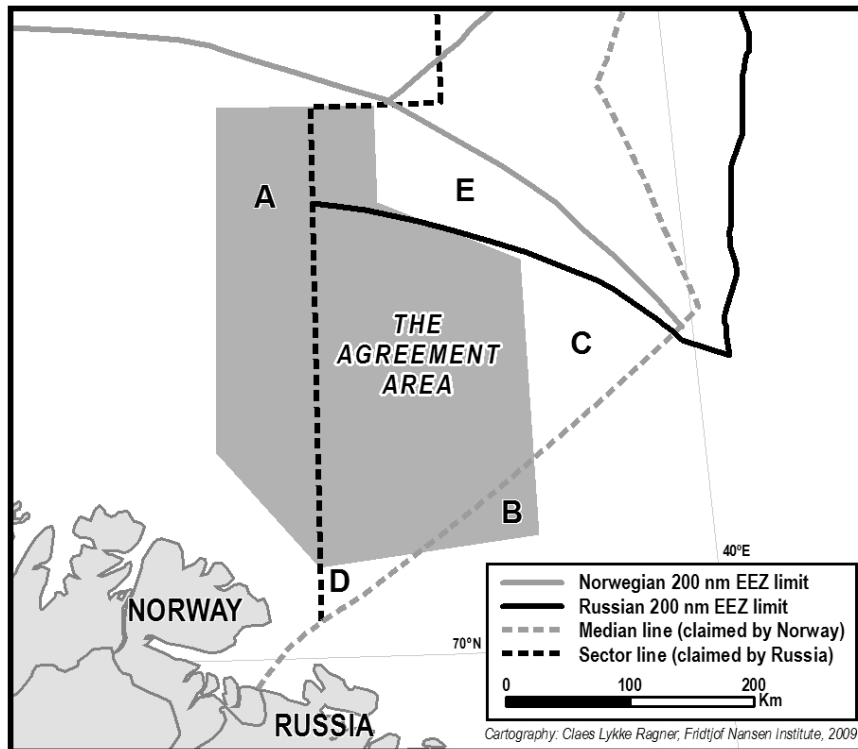 A
E
THE
AGREEMENT
AREA
C
B
D
40°E
NORWAY
70°N
RUSSIA
Norwegian 200 nm EEZ limit
Russian 200 nm EEZ limit
Median line (claimed by Norway)
Sector line (claimed by Russia)
0 100 200
Km
Cartography: Claes Lykke Ragner, Fridtjof Nansen Institute, 2009